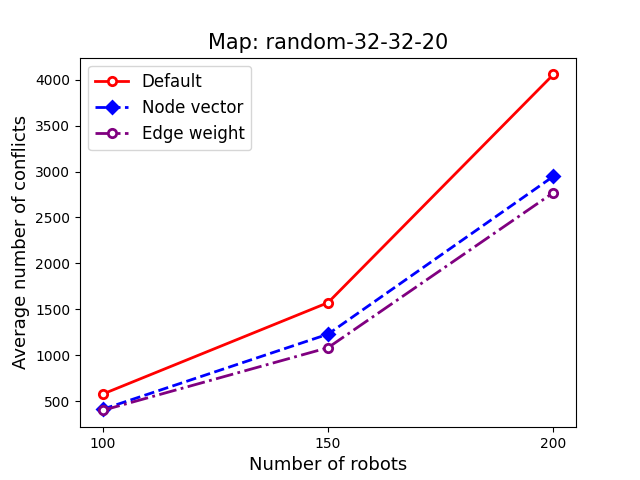 Map: random-32-32-20
Default
Node vector
Edge weight
Average number of conflicts
4000
3500
3000
2500
2000
1500
1000
500
100
150
200
Number of robots